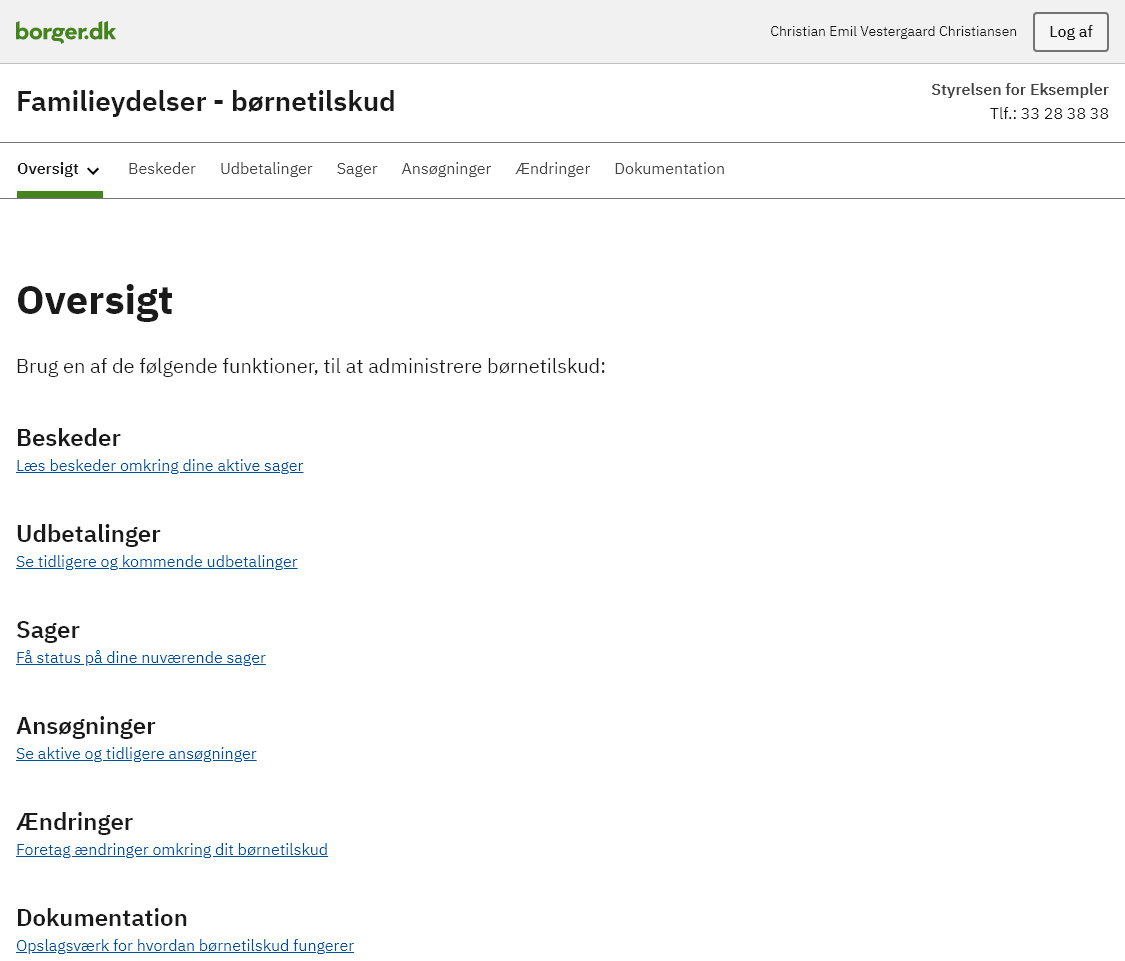 borger.dk
Christian Emil Vestergaard Christiansen
Log af
Familieydelser - børnetilskud
Styrelsen for Eksempler
Tlf.: 33 28 38 38
Oversigt Beskeder Udbetalinger Sager Ansøgninger Ændringer Dokumentation
Oversigt
Brug en af de følgende funktioner, til at administrere børnetilskud:
Beskeder
Læs beskeder omkring dine aktive sager
Udbetalinger
Se tidligere og kommende udbetalinger
Sager
Få status på dine nuværende sager
Ansøgninger
Se aktive og tidligere ansøgninger
Ændringer
Foretag ændringer omkring dit børnetilskud
Dokumentation
Opslagsværk for hvordan børnetilskud fungerer